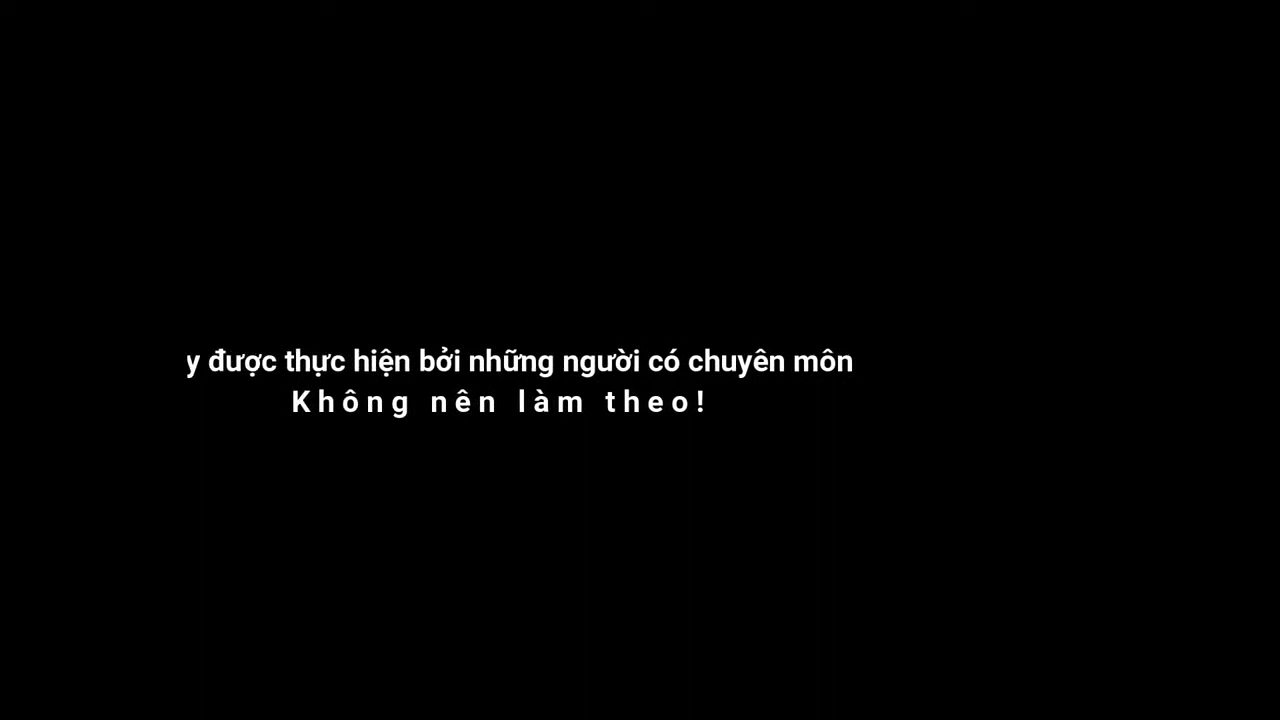 y được thực hiện bởi những người có chuyên môn
Không nên làm theo!